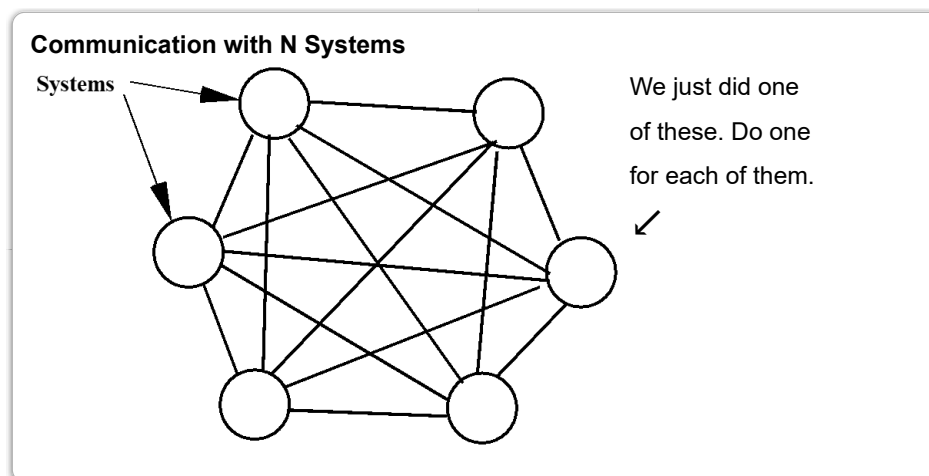 Communication with N Systems
Systems
We just did one
of these. Do one
for each of them.